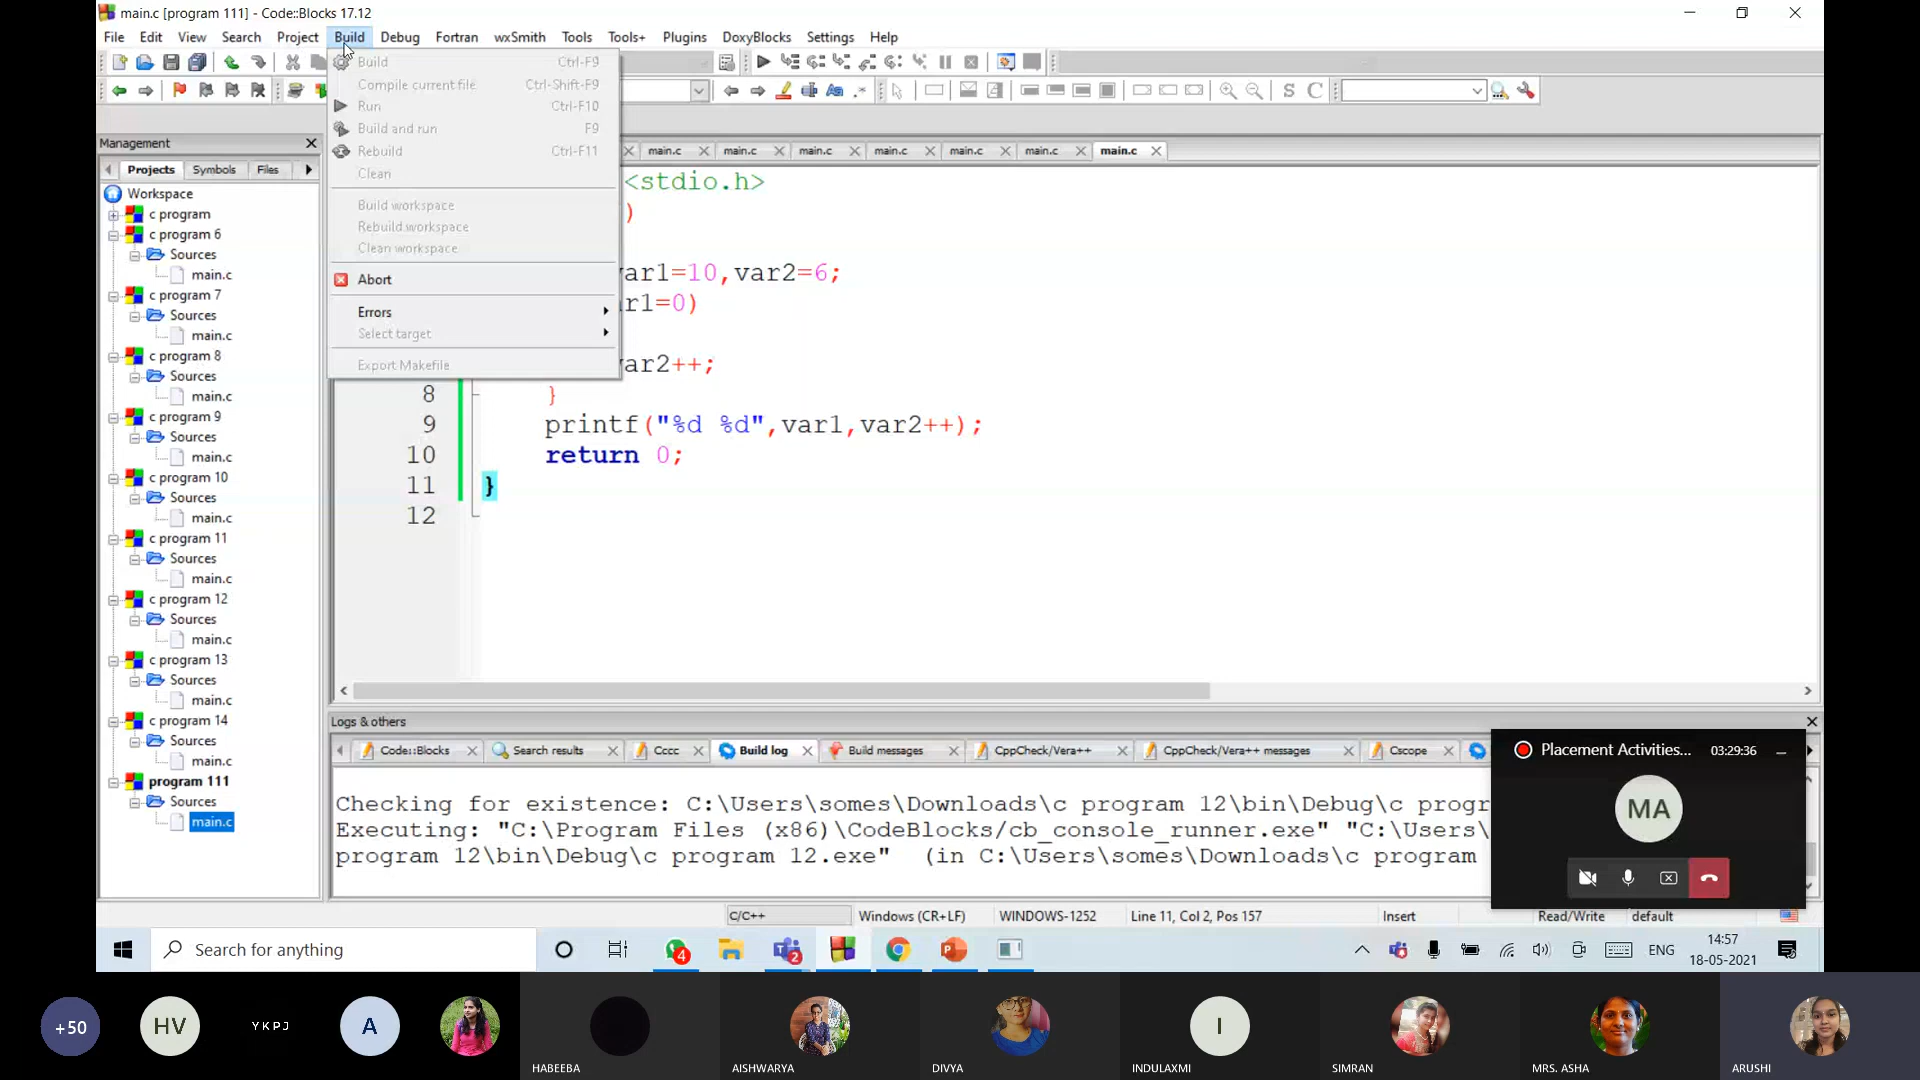 main.c [program 111] - Code::Blocks 17.12
File Edit View Search Project Build Debug Fortran wxSmith Tools Tools+ Plugins DoxyBlocks Settings Help
Build Ctrl-F9
Compile current file Ctrl-Shift-F9
Run Ctrl-F10
Build and run F9
Rebuild Ctrl-F11
Clean
Build workspace
Rebuild workspace
Clean workspace
Abort
Errors
Select target
Export Makefile
Management
Projects Symbols Files
Workspace
c program
c program 6
Sources
main.c
c program 7
Sources
main.c
c program 8
Sources
main.c
c program 9
Sources
main.c
c program 10
Sources
main.c
c program 11
Sources
main.c
c program 12
Sources
main.c
c program 13
Sources
main.c
c program 14
Sources
main.c
program 111
Sources
main.c
main.c main.c main.c main.c main.c main.c main.c
<stdio.h>
)
ar1=10,var2=6;
r1=0)
ar2++;
8 }
9 printf("%d %d",var1,var2++);
10 return 0;
11 }
12
Logs & others
Code::Blocks Search results Cccc Build log Build messages CppCheck/Vera++ CppCheck/Vera++ messages Cscope
Checking for existence: C:\Users\somes\Downloads\c program 12\bin\Debug\c progr
Executing: "C:\Program Files (x86)\CodeBlocks/cb_console_runner.exe" "C:\Users\
program 12\bin\Debug\c program 12.exe" (in C:\Users\somes\Downloads\c program
Placement Activities... 03:29:36
MA
C/C++ Windows (CR+LF) WINDOWS-1252 Line 11, Col 2, Pos 157 Insert Read/Write default
Search for anything
4
2
ENG
14:57
18-05-2021
+50
HV
YKPJ
A
HABEEBA
AISHWARYA
DIVYA
I
INDULAXMI
SIMRAN
MRS. ASHA
ARUSHI